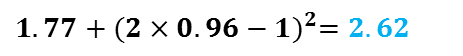 1.77 + (2 × 0.96 − 1)²= 2.62